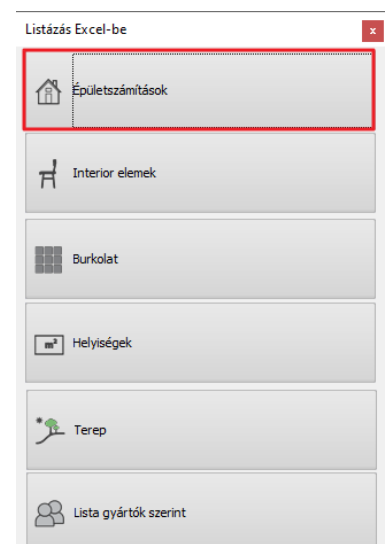 Listázás Excel-be
x
Épületszámítások
Interior elemek
Burkolat
m²
Helyiségek
Terep
Lista gyártók szerint